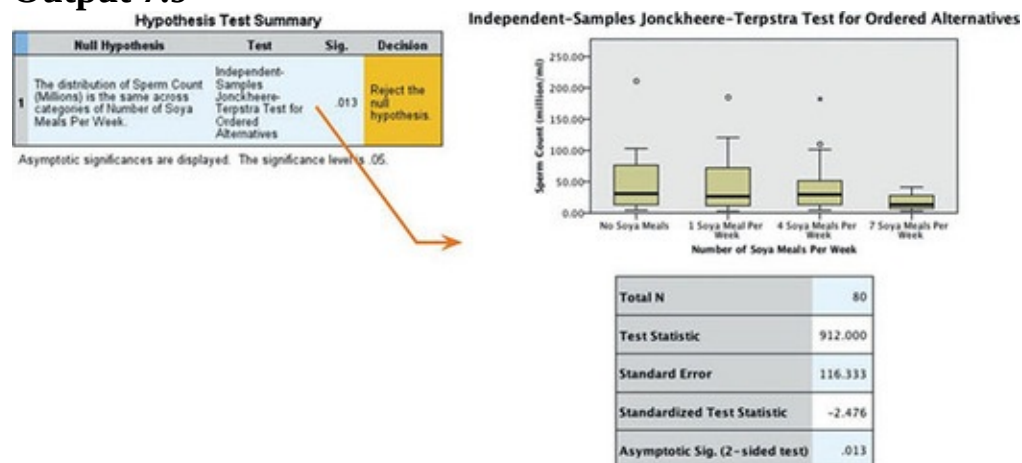 Hypothesis Test Summary
Null Hypothesis Test Sig. Decision
1 The distribution of Sperm Count (Millions) is the same across categories of Number of Soya Meals Per Week.
Independent-Samples Jonckheere-Terpstra Test for Ordered Alternatives
.013
Reject the null hypothesis.
Asymptotic significances are displayed. The significance level is .05.
Independent-Samples Jonckheere-Terpstra Test for Ordered Alternatives
Sperm Count (million/ml)
250.00
200.00
150.00
100.00
50.00
0.00
No Soya Meals
1 Soya Meal Per Week
4 Soya Meals Per Week
7 Soya Meals Per Week
Number of Soya Meals Per Week
Total N 80
Test Statistic 912.000
Standard Error 116.333
Standardized Test Statistic -2.476
Asymptotic Sig. (2-sided test) .013